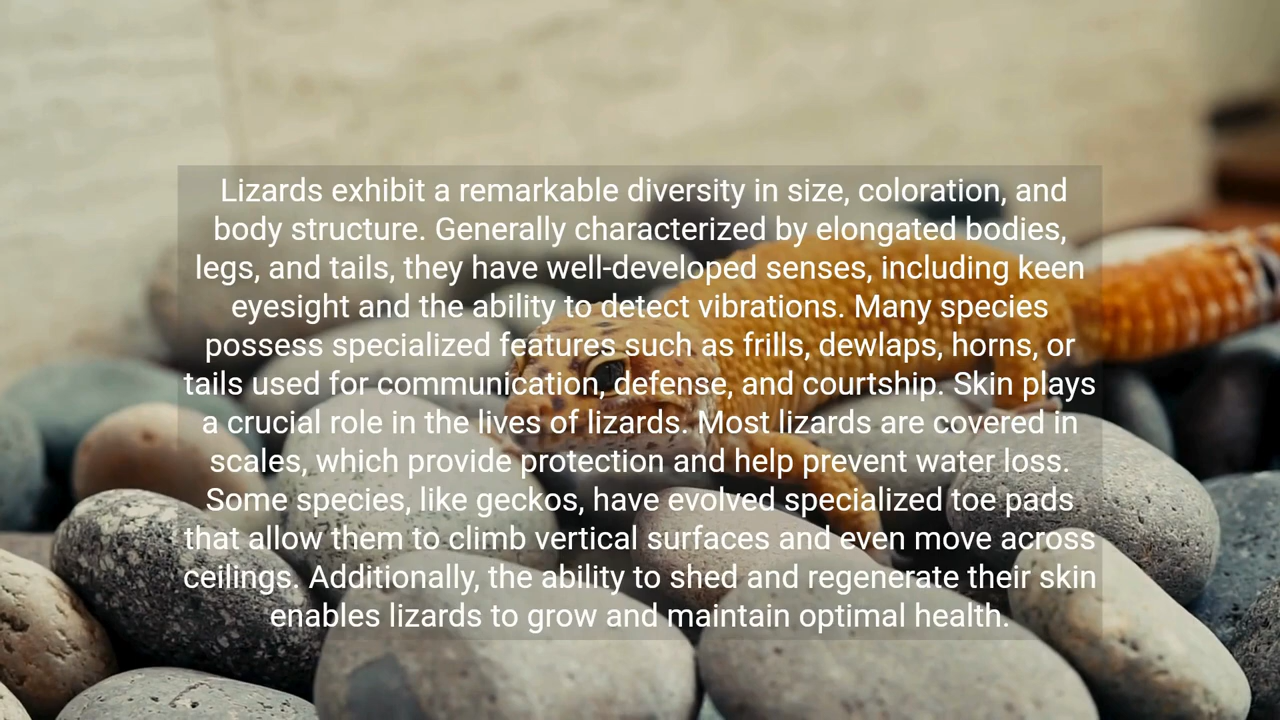 Lizards exhibit a remarkable diversity in size, coloration, and
body structure. Generally characterized by elongated bodies,
legs, and tails, they have well-developed senses, including keen
eyesight and the ability to detect vibrations. Many species
possess specialized features such as frills, dewlaps, horns, or
tails used for communication, defense, and courtship. Skin plays
a crucial role in the lives of lizards. Most lizards are covered in
scales, which provide protection and help prevent water loss.
Some species, like geckos, have evolved specialized toe pads
that allow them to climb vertical surfaces and even move across
ceilings. Additionally, the ability to shed and regenerate their skin
enables lizards to grow and maintain optimal health.